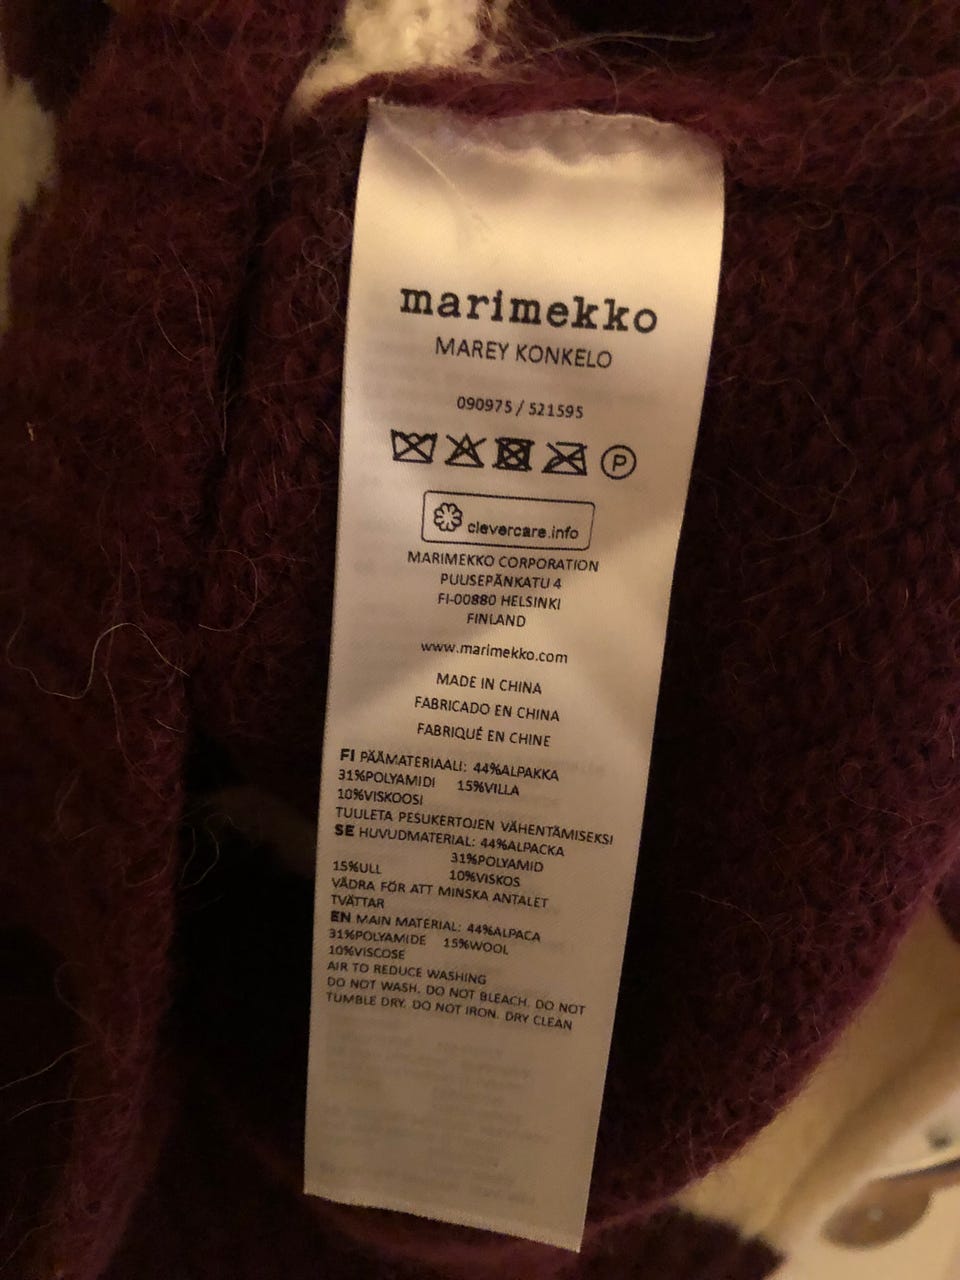 marimekko
MAREY KONKELO
090975 / 521595
P
clevercare.info
MARIMEKKO CORPORATION
PUUSEPÄNKATU 4
FI-00880 HELSINKI
FINLAND
www.marimekko.com
MADE IN CHINA
FABRICADO EN CHINA
FABRIQUÉ EN CHINE
FI PÄÄMATERIAALI: 44%ALPAKKA
31%POLYAMIDI 15%VILLA
10%VISKOOSI
TUULETA PESUKERTOJEN VÄHENTÄMISEKSI
SE HUVUDMATERIAL: 44%ALPACKA
31%POLYAMID
15%ULL 10%VISKOS
VÄDRA FÖR ATT MINSKA ANTALET
TVÄTTAR
EN MAIN MATERIAL: 44%ALPACA
31%POLYAMIDE 15%WOOL
10%VISCOSE
AIR TO REDUCE WASHING
DO NOT WASH. DO NOT BLEACH. DO NOT
TUMBLE DRY. DO NOT IRON. DRY CLEAN